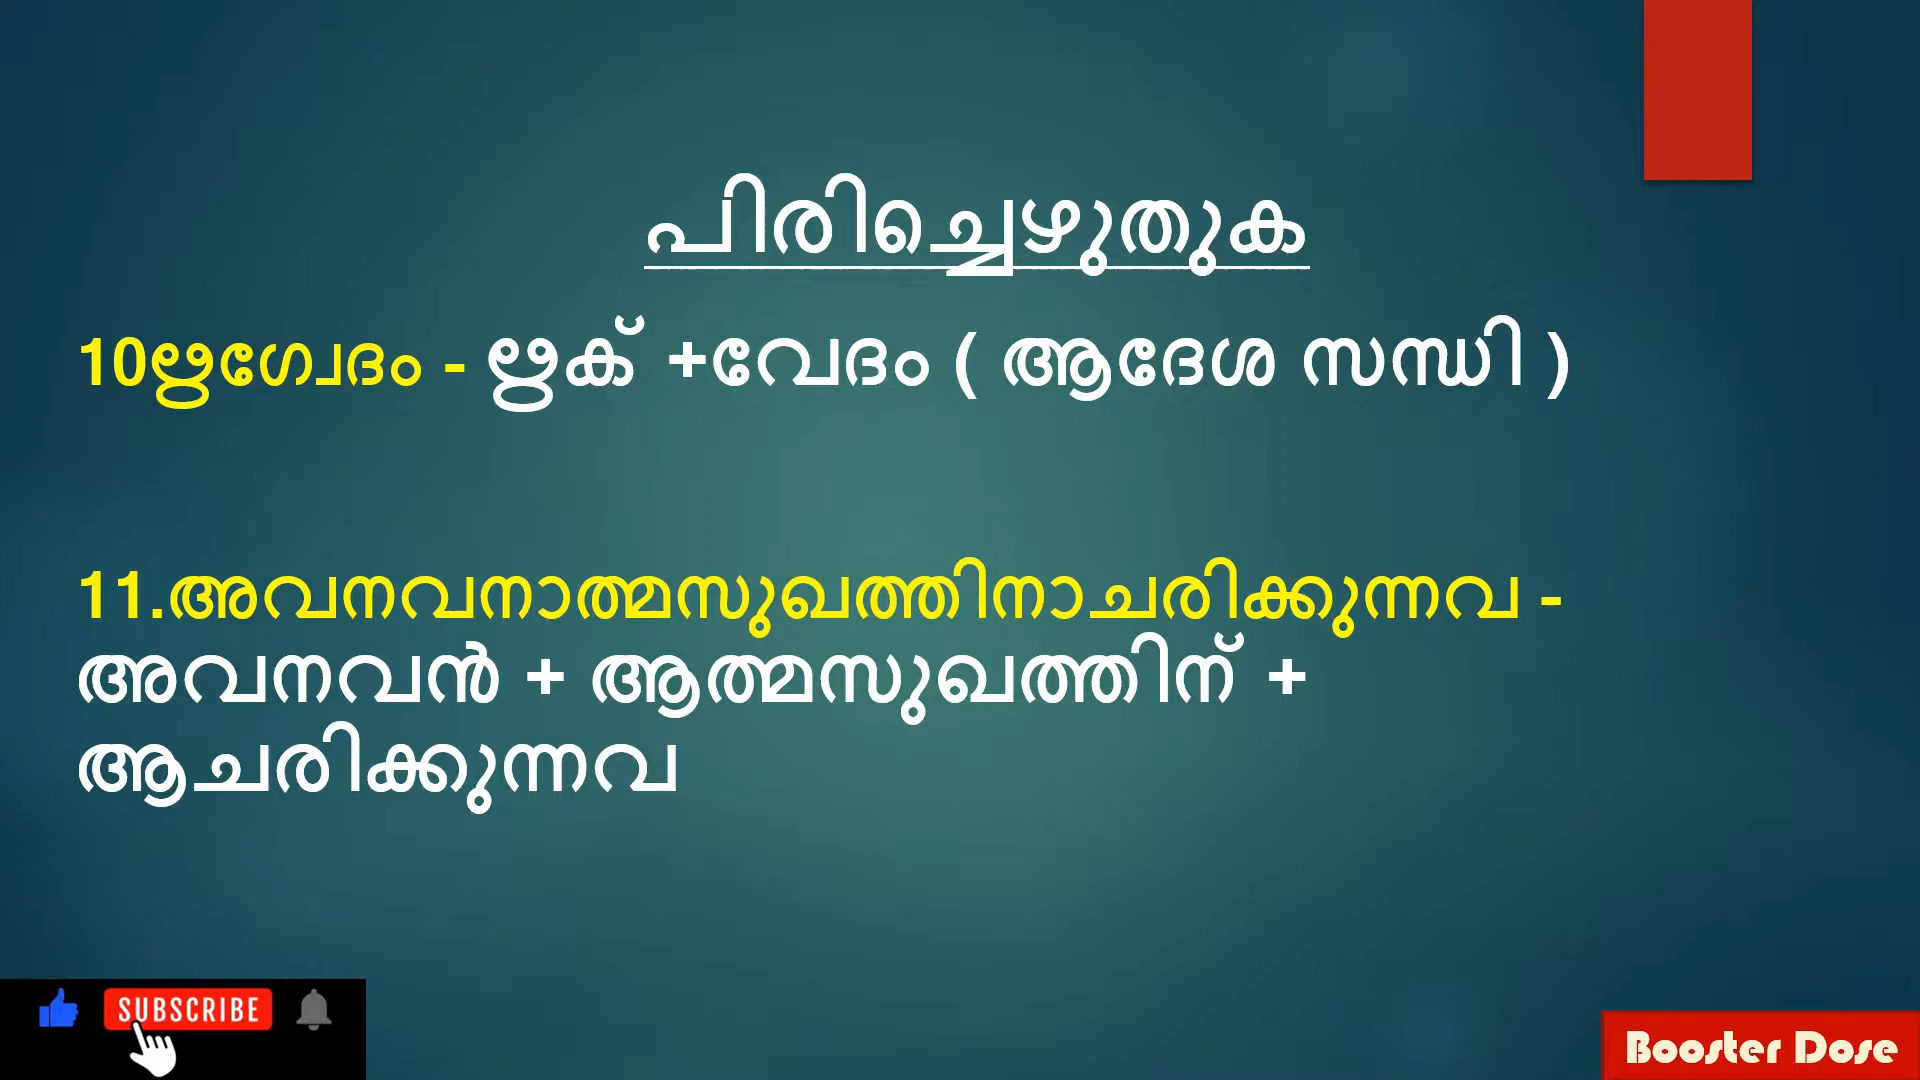 പിരിച്ചെഴുതുക
10ഋഗ്വേദം - ഋക് +വേദം ( ആദേശ സന്ധി )
11.അവനവനാത്മസുഖത്തിനാചരിക്കുന്നവ -
അവനവൻ + ആത്മസുഖത്തിന് +
ആചരിക്കുന്നവ
SUBSCRIBE
Booster Dose